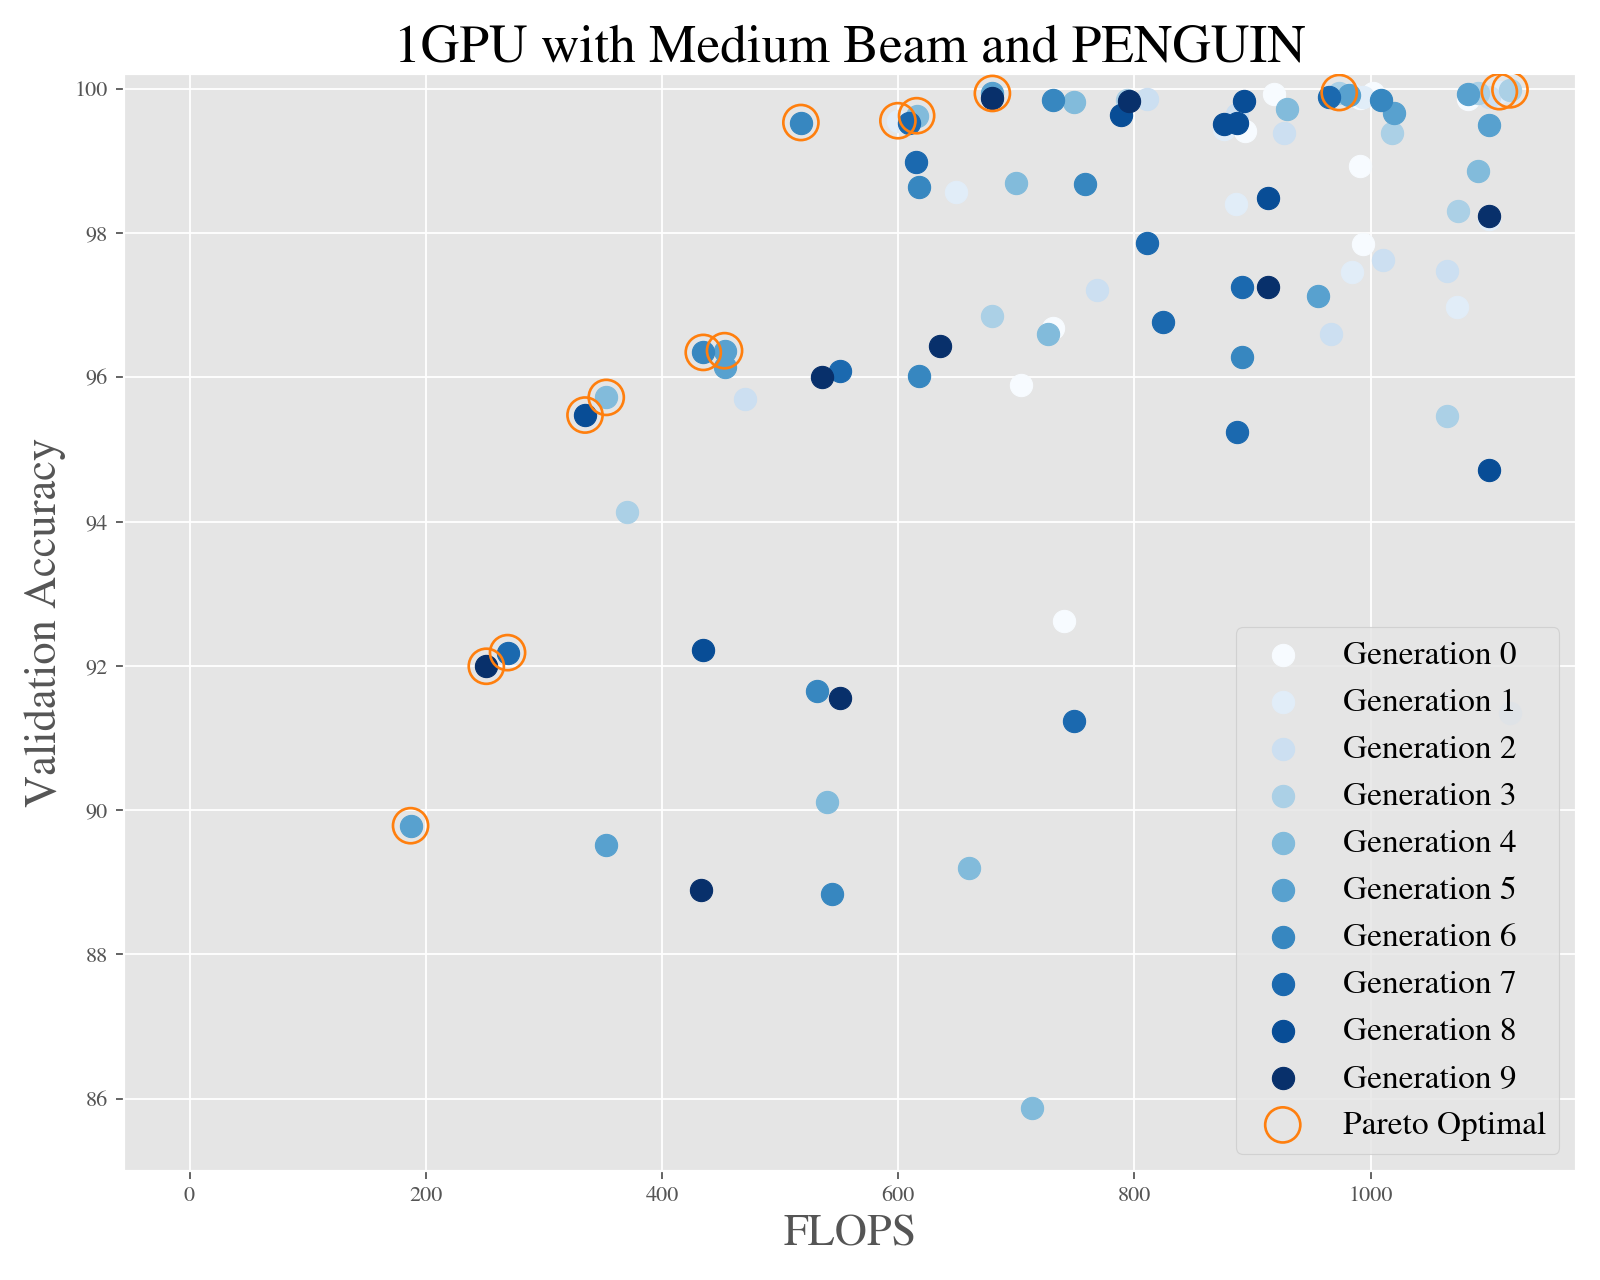 1GPU with Medium Beam and PENGUIN
100
98
96
94
92
90
88
86
Validation Accuracy
Generation 0
Generation 1
Generation 2
Generation 3
Generation 4
Generation 5
Generation 6
Generation 7
Generation 8
Generation 9
Pareto Optimal
0 200 400 600 800 1000
FLOPS